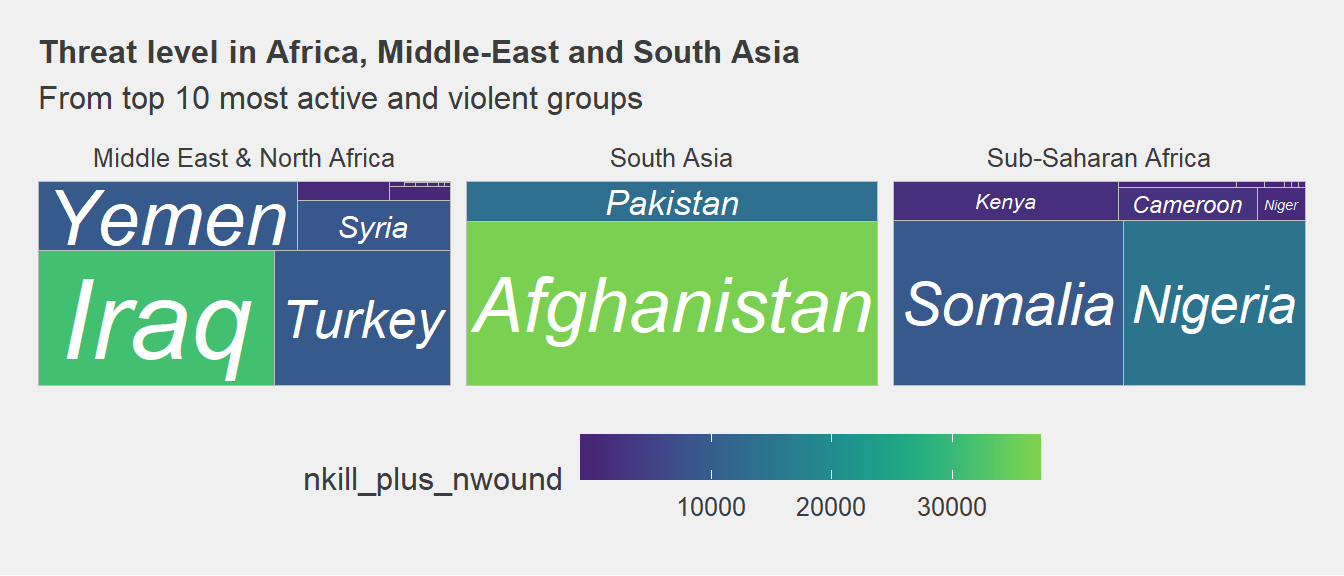 Threat level in Africa, Middle-East and South Asia
From top 10 most active and violent groups
Middle East & North Africa
South Asia
Sub-Saharan Africa
Yemen
Syria
Iraq
Turkey
Pakistan
Afghanistan
Kenya
Cameroon
Niger
Somalia
Nigeria
nkill_plus_nwound
10000
20000
30000